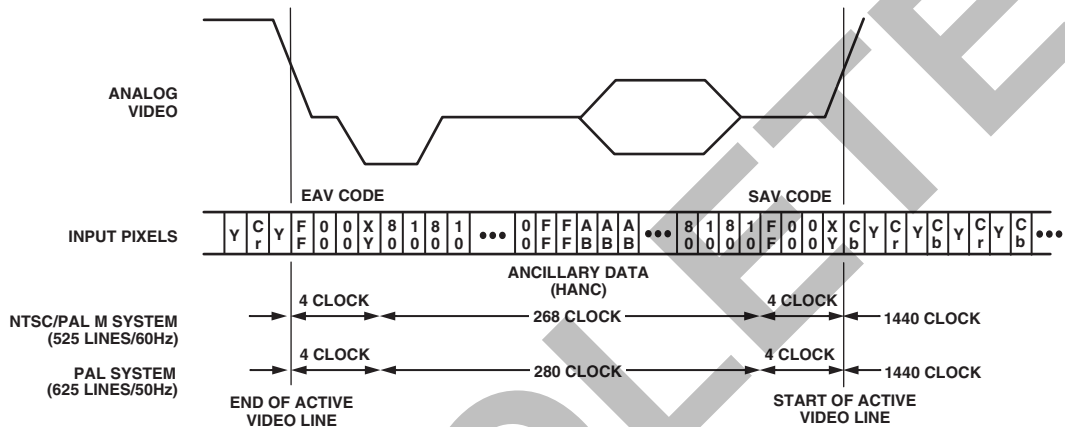 ANALOG
VIDEO
EAV CODE
SAV CODE
INPUT PIXELS
Y Cr Y FF 00 00 XY 80 10 80 10 ••• 00 FF FF AB AB AB ••• 80 10 80 10 FF 00 00 XY Cb Y Cr Y Cb Y Cr Y Cb •••
ANCILLARY DATA
(HANC)
4 CLOCK 4 CLOCK
NTSC/PAL M SYSTEM
(525 LINES/60Hz)
268 CLOCK 1440 CLOCK
4 CLOCK 4 CLOCK
PAL SYSTEM
(625 LINES/50Hz)
280 CLOCK 1440 CLOCK
END OF ACTIVE
VIDEO LINE
START OF ACTIVE
VIDEO LINE